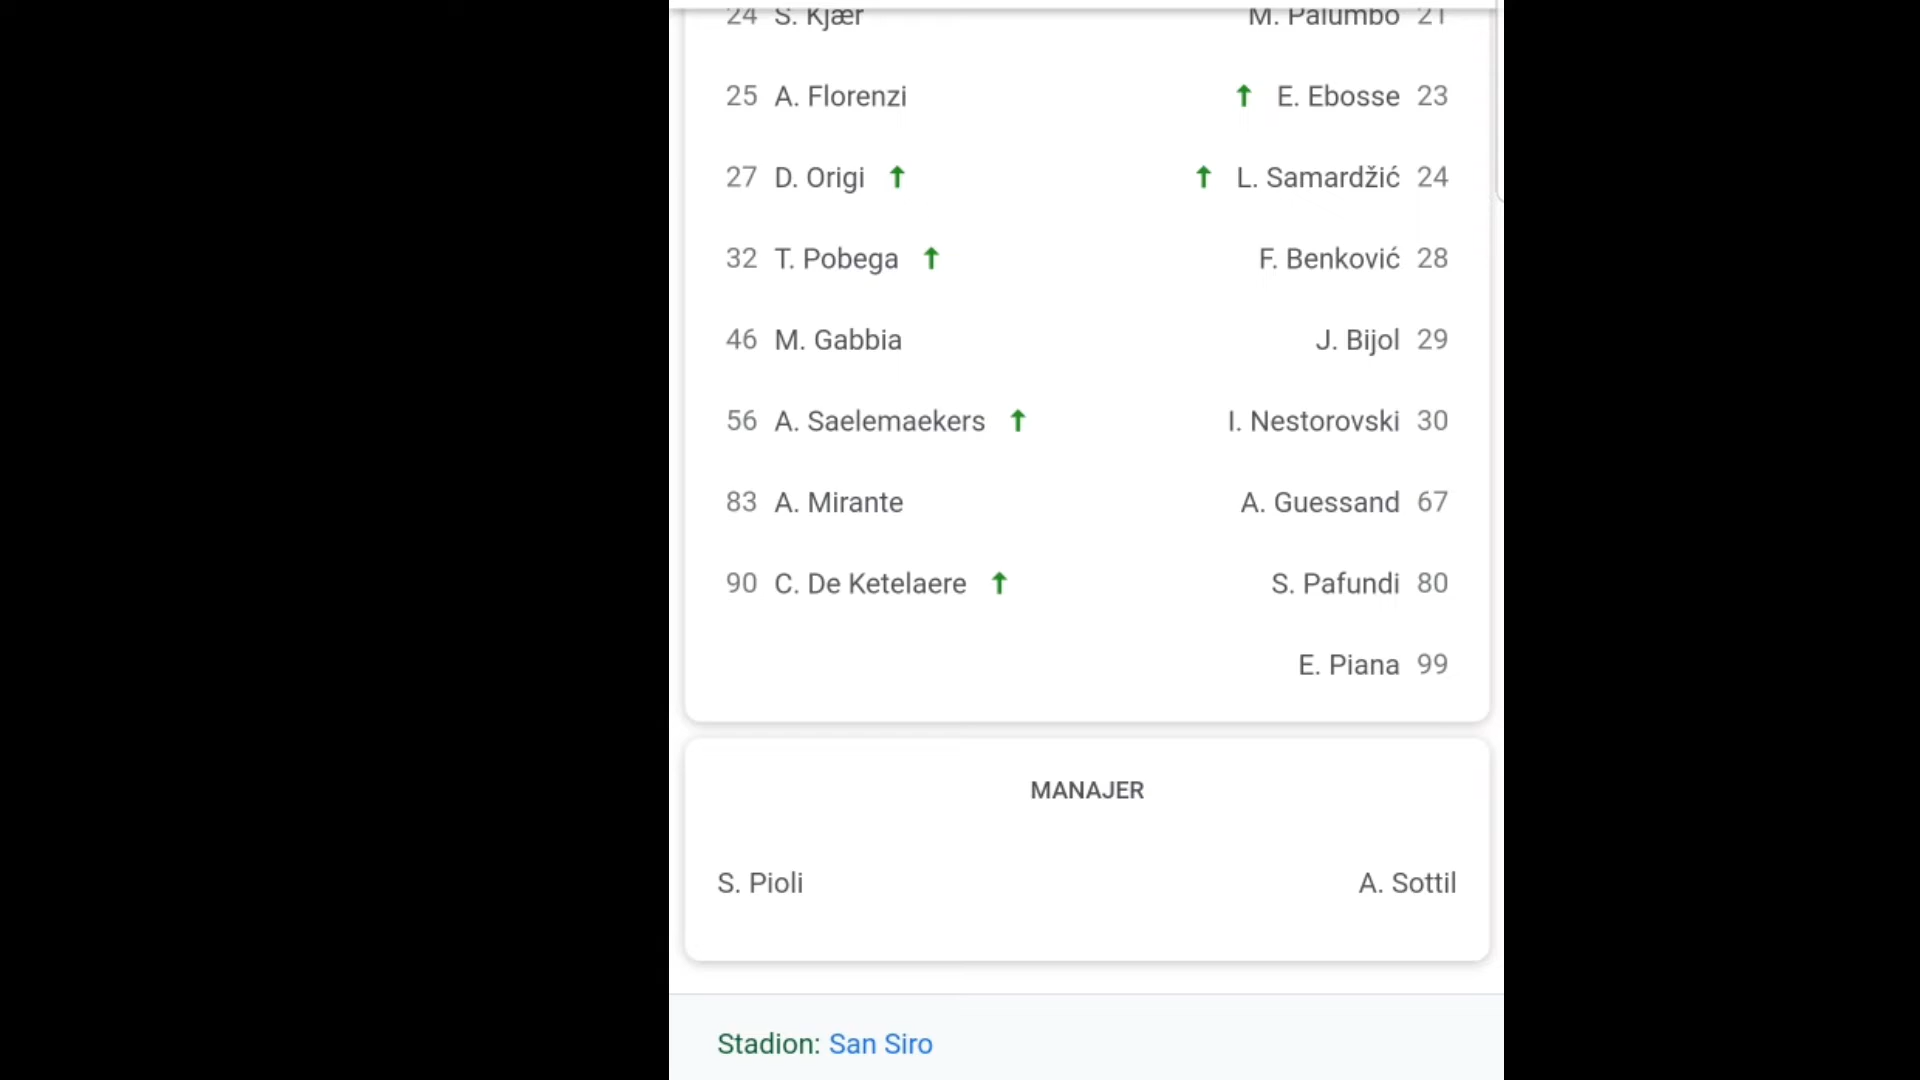 24 S. Kjær M. Palumbo 21
25 A. Florenzi ↑ E. Ebosse 23
27 D. Origi ↑ ↑ L. Samardžić 24
32 T. Pobega ↑ F. Benković 28
46 M. Gabbia J. Bijol 29
56 A. Saelemaekers ↑ I. Nestorovski 30
83 A. Mirante A. Guessand 67
90 C. De Ketelaere ↑ S. Pafundi 80
E. Piana 99
MANAJER
S. Pioli A. Sottil
Stadion: San Siro